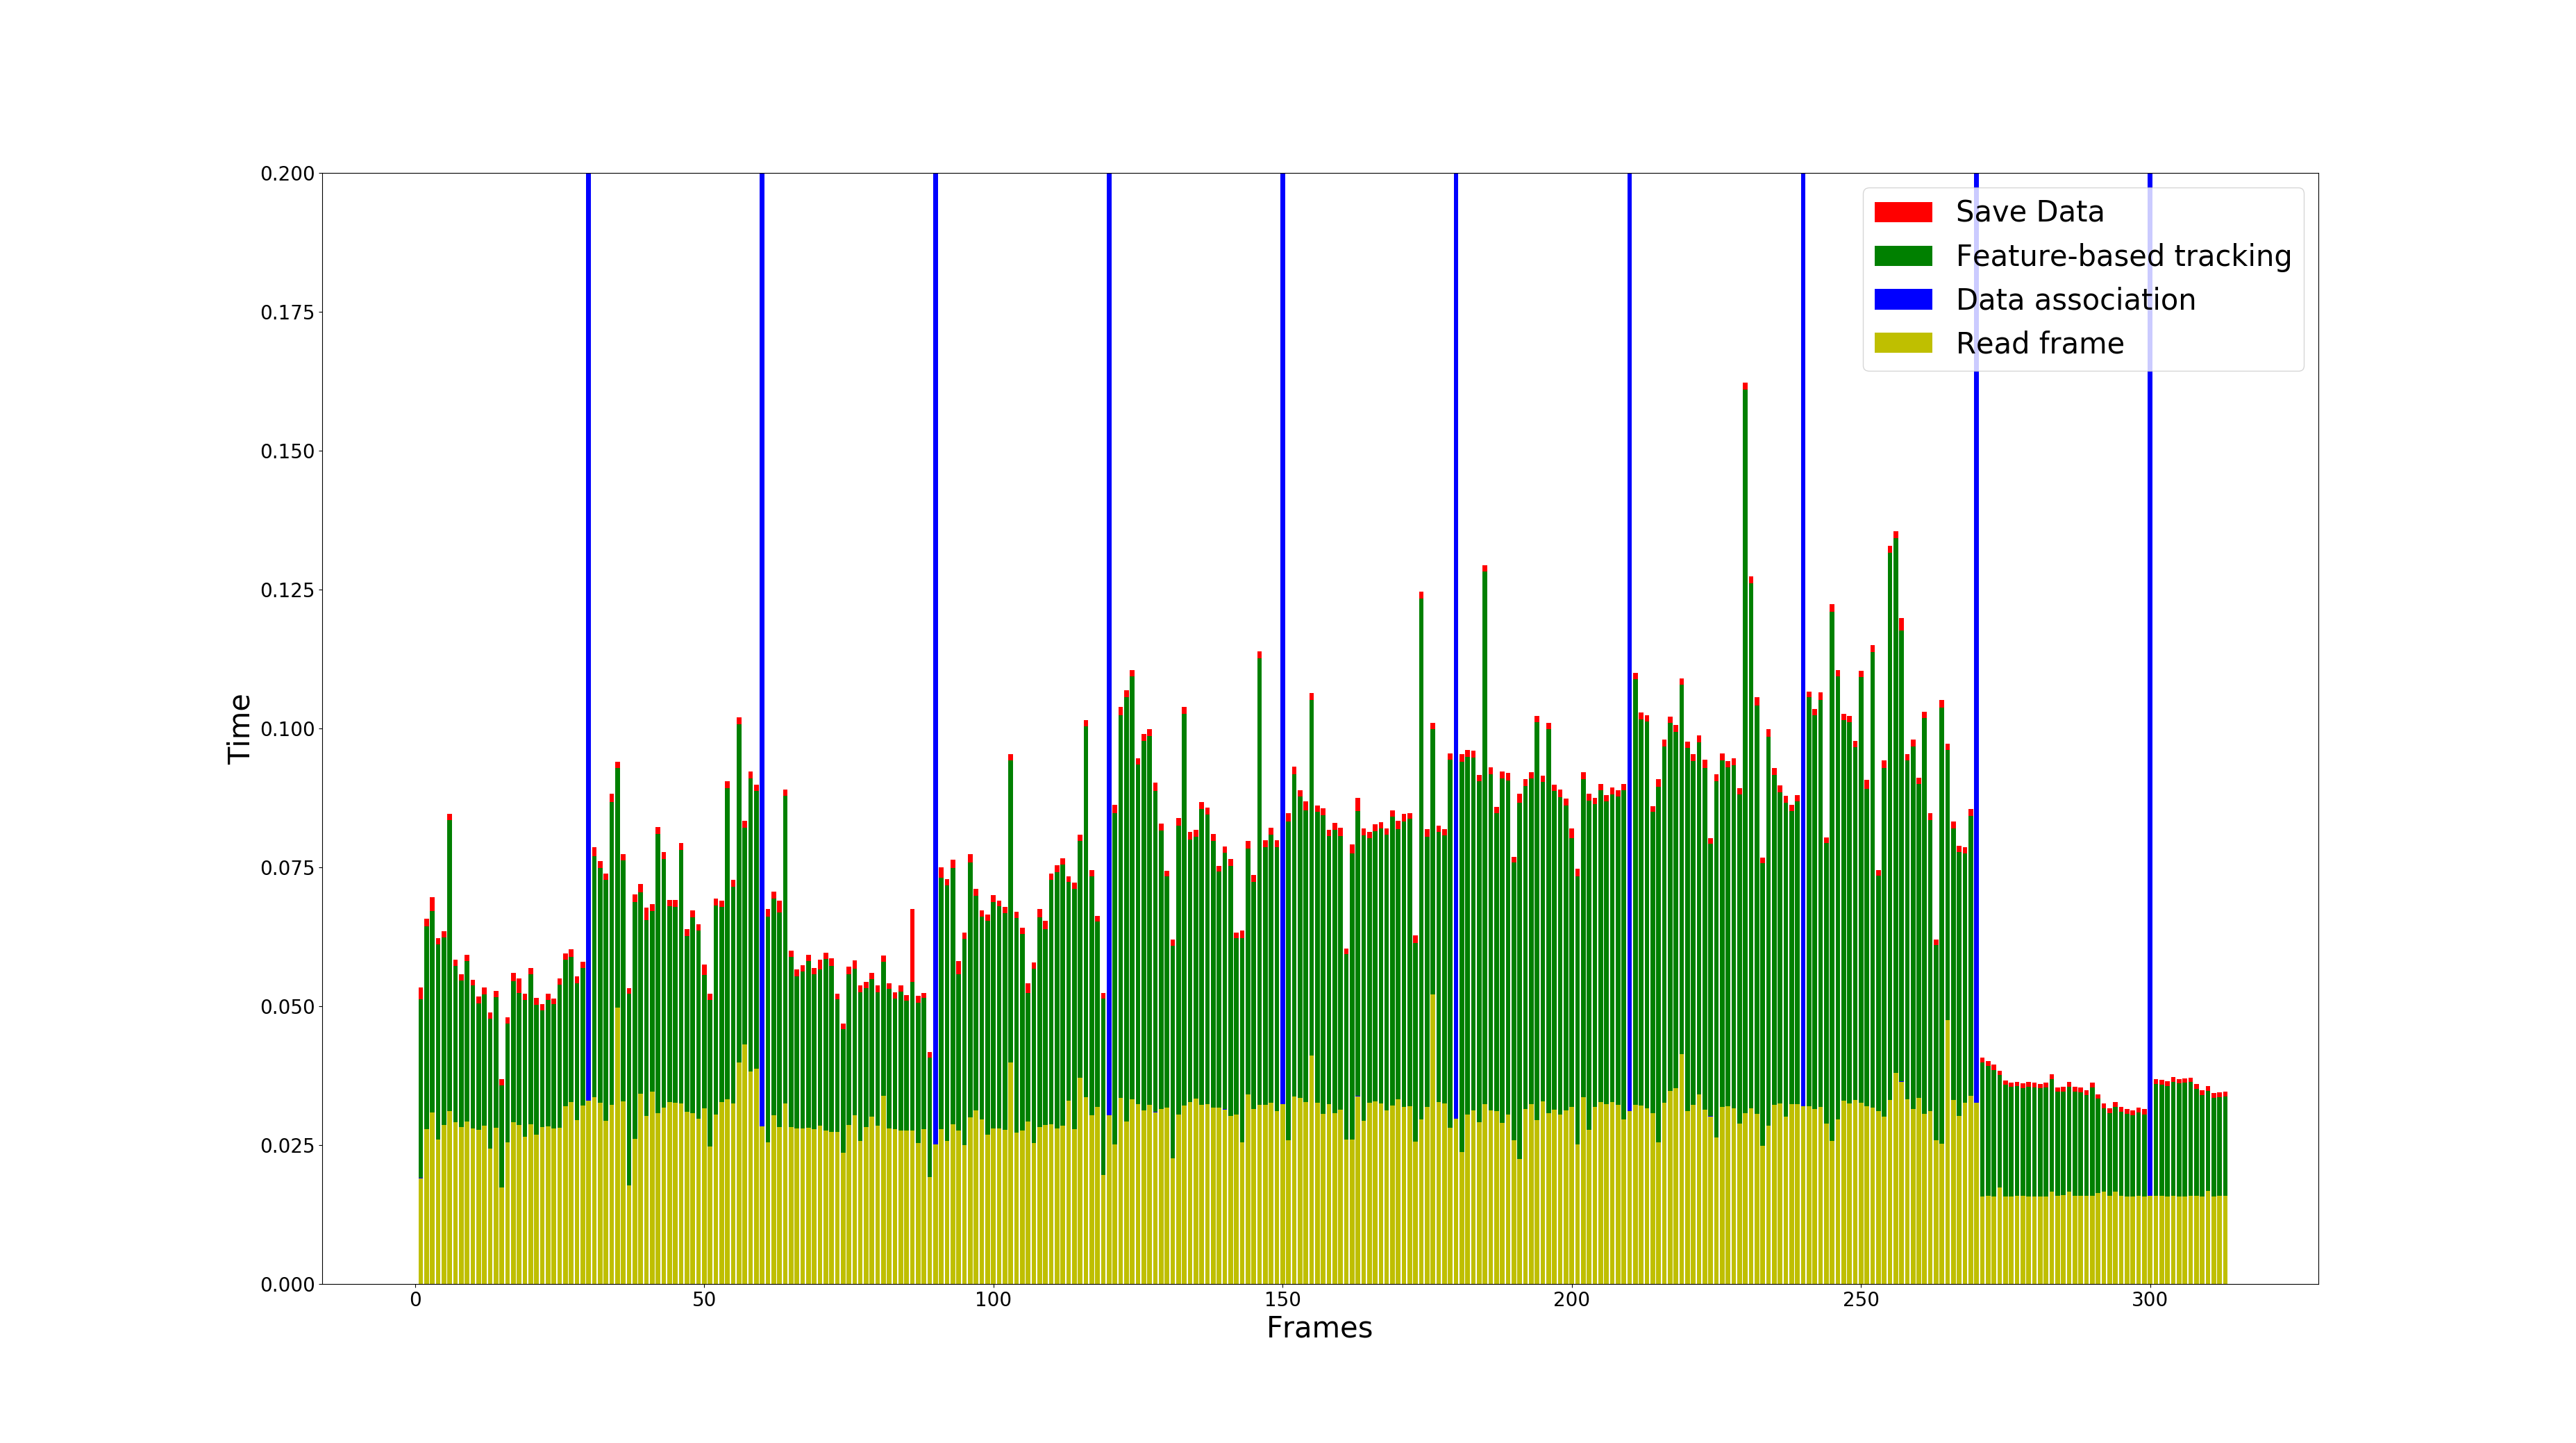 0.200
0.175
0.150
0.125
0.100
0.075
0.050
0.025
0.000
Time
Save Data
Feature-based tracking
Data association
Read frame
0 50 100 150 200 250 300
Frames